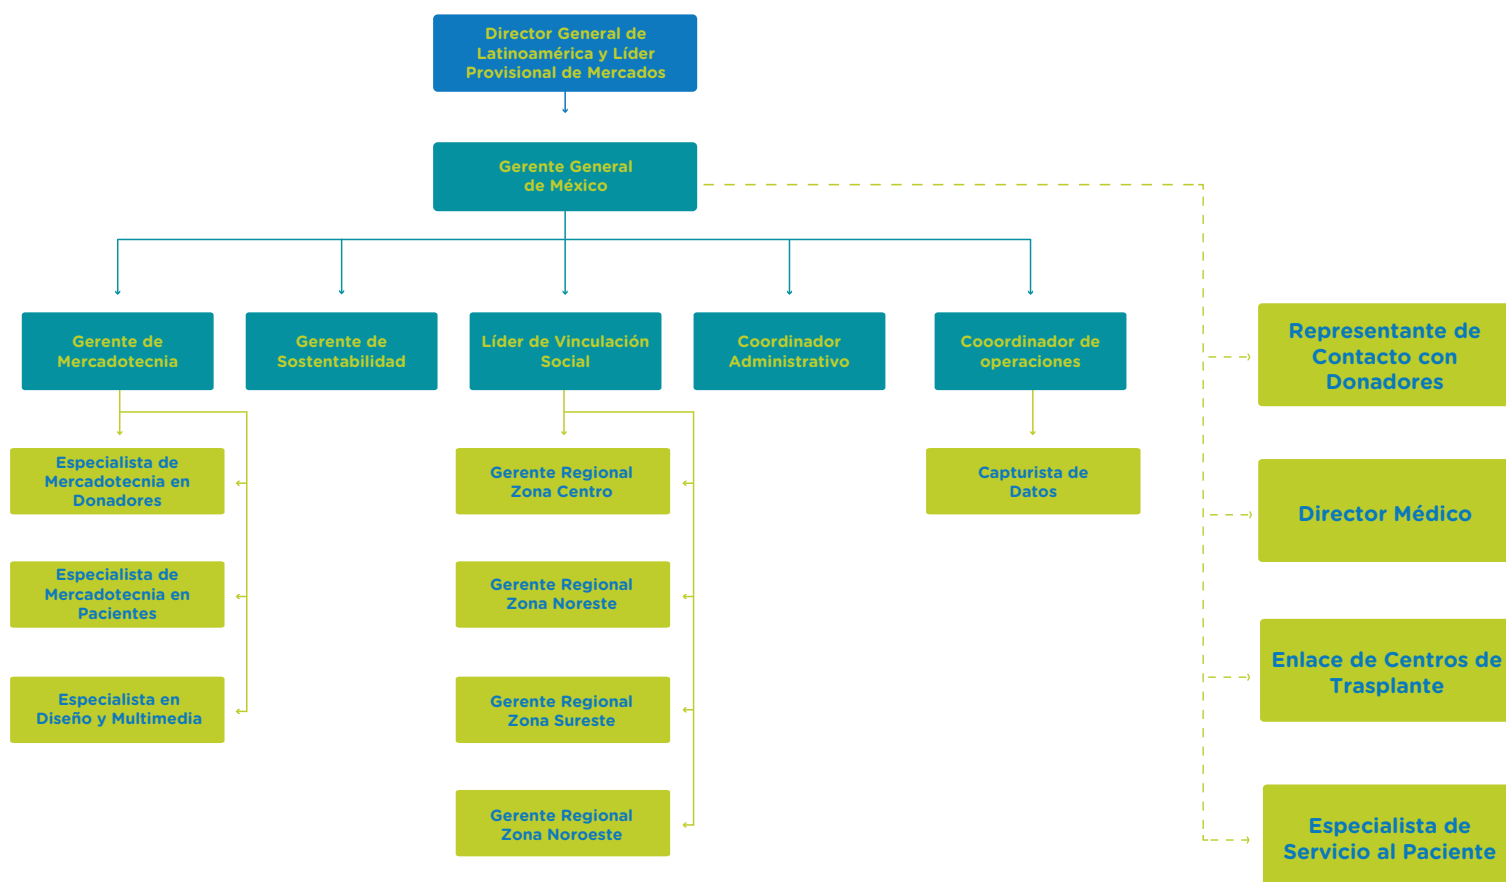 Director General de
Latinoamérica y Líder
Provisional de Mercados
Gerente General
de México
Gerente de
Mercadotecnia
Gerente de
Sostentabilidad
Líder de Vinculación
Social
Coordinador
Administrativo
Cooordinador de
operaciones
Representante de
Contacto con
Donadores
Especialista de
Mercadotecnia en
Donadores
Gerente Regional
Zona Centro
Capturista de
Datos
Director Médico
Especialista de
Mercadotecnia en
Pacientes
Gerente Regional
Zona Noreste
Enlace de Centros de
Trasplante
Especialista en
Diseño y Multimedia
Gerente Regional
Zona Sureste
Gerente Regional
Zona Noroeste
Especialista de
Servicio al Paciente